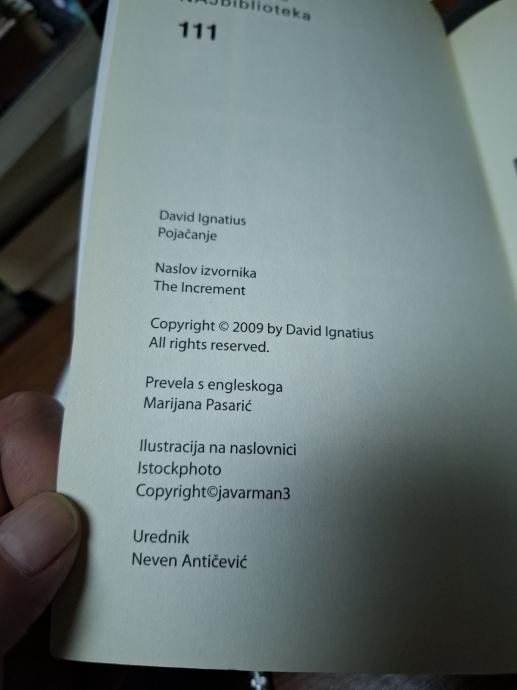 NAJbiblioteka
111
David Ignatius
Pojačanje
Naslov izvornika
The Increment
Copyright © 2009 by David Ignatius
All rights reserved.
Prevela s engleskoga
Marijana Pasarić
Ilustracija na naslovnici
Istockphoto
Copyright©javarman3
Urednik
Neven Antičević